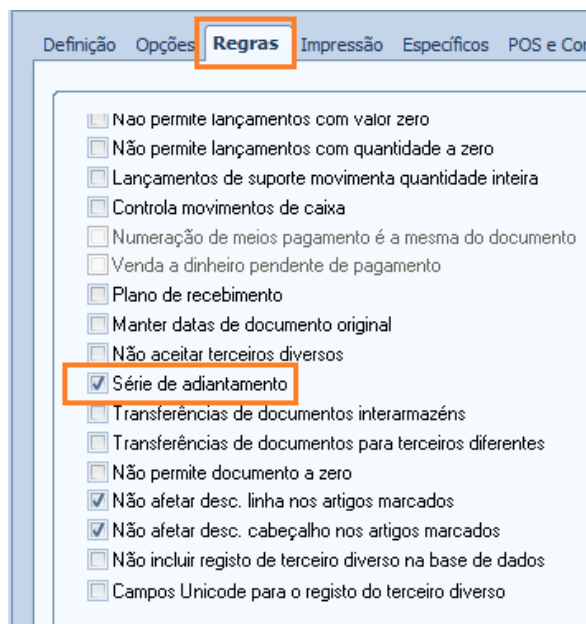 Definição Opções Regras Impressão Específicos POS e Cor
Não permite lançamentos com valor zero
Não permite lançamentos com quantidade a zero
Lançamentos de suporte movimenta quantidade inteira
Controla movimentos de caixa
Numeração de meios pagamento é a mesma do documento
Venda a dinheiro pendente de pagamento
Plano de recebimento
Manter datas de documento original
Não aceitar terceiros diversos
Série de adiantamento
Transferências de documentos interarmazéns
Transferências de documentos para terceiros diferentes
Não permite documento a zero
Não afetar desc. linha nos artigos marcados
Não afetar desc. cabeçalho nos artigos marcados
Não incluir registo de terceiro diverso na base de dados
Campos Unicode para o registo do terceiro diverso